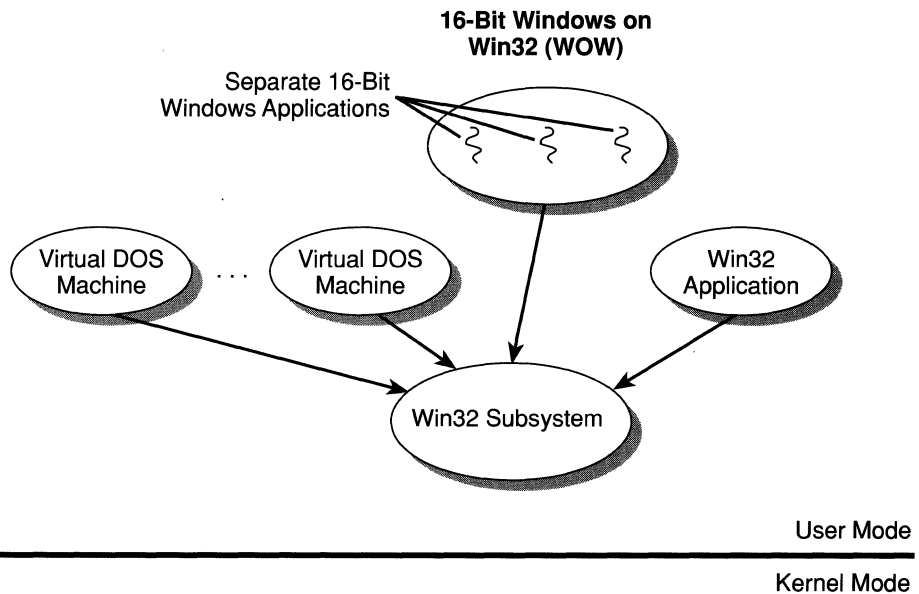 16-Bit Windows on
Win32 (WOW)
Separate 16-Bit
Windows Applications
Virtual DOS
Machine
. . .
Virtual DOS
Machine
Win32
Application
Win32 Subsystem
User Mode
Kernel Mode